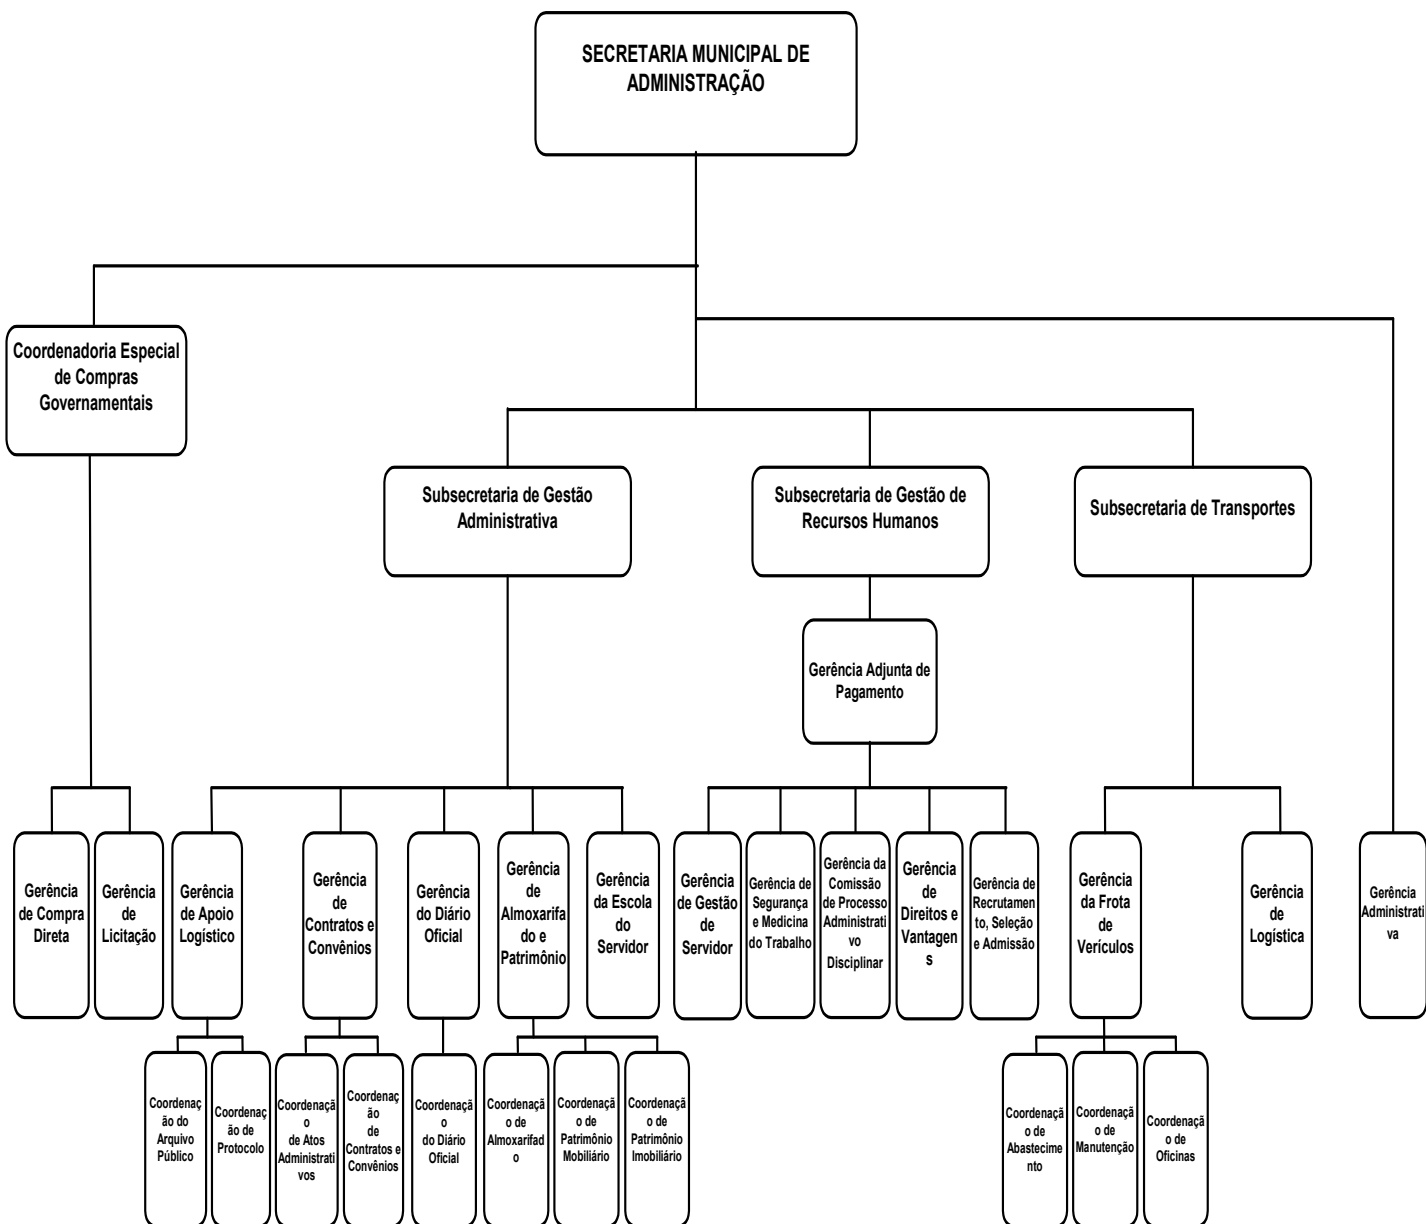 SECRETARIA MUNICIPAL DE
ADMINISTRAÇÃO
Coordenadoria Especial
de Compras
Governamentais
Subsecretaria de Gestão
Administrativa
Subsecretaria de Gestão de
Recursos Humanos
Subsecretaria de Transportes
Gerência Adjunta de
Pagamento
Gerência
de Compra
Direta
Gerência
de
Licitação
Gerência
de Apoio
Logístico
Gerência
de
Contratos e
Convênios
Gerência
do Diário
Oficial
Gerência
de
Almoxarifa
do e
Patrimônio
Gerência
da Escola
do
Servidor
Gerência
de Gestão
de
Servidor
Gerência de
Segurança
e Medicina
do Trabalho
Gerência da
Comissão
de Processo
Administrati
vo
Disciplinar
Gerência
de
Direitos e
Vantagen
s
Gerência de
Recrutame
nto, Seleção
e Admissão
Gerência
da Frota
de
Verículos
Gerência
de
Logística
Gerência
Administrati
va
Coordenaç
ão do
Arquivo
Público
Coordenaç
ão de
Protocolo
Coordenaçã
o
de Atos
Administrati
vos
Coordenaç
ão
de
Contratos e
Convênios
Coordenaçã
o
do Diário
Oficial
Coordenaçã
o de
Almoxarifad
o
Coordenaçã
o de
Patrimônio
Mobiliário
Coordenaçã
o de
Patrimônio
Imobiliário
Coordenaçã
o de
Abastecime
nto
Coordenaçã
o de
Manutenção
Coordenaçã
o de
Oficinas